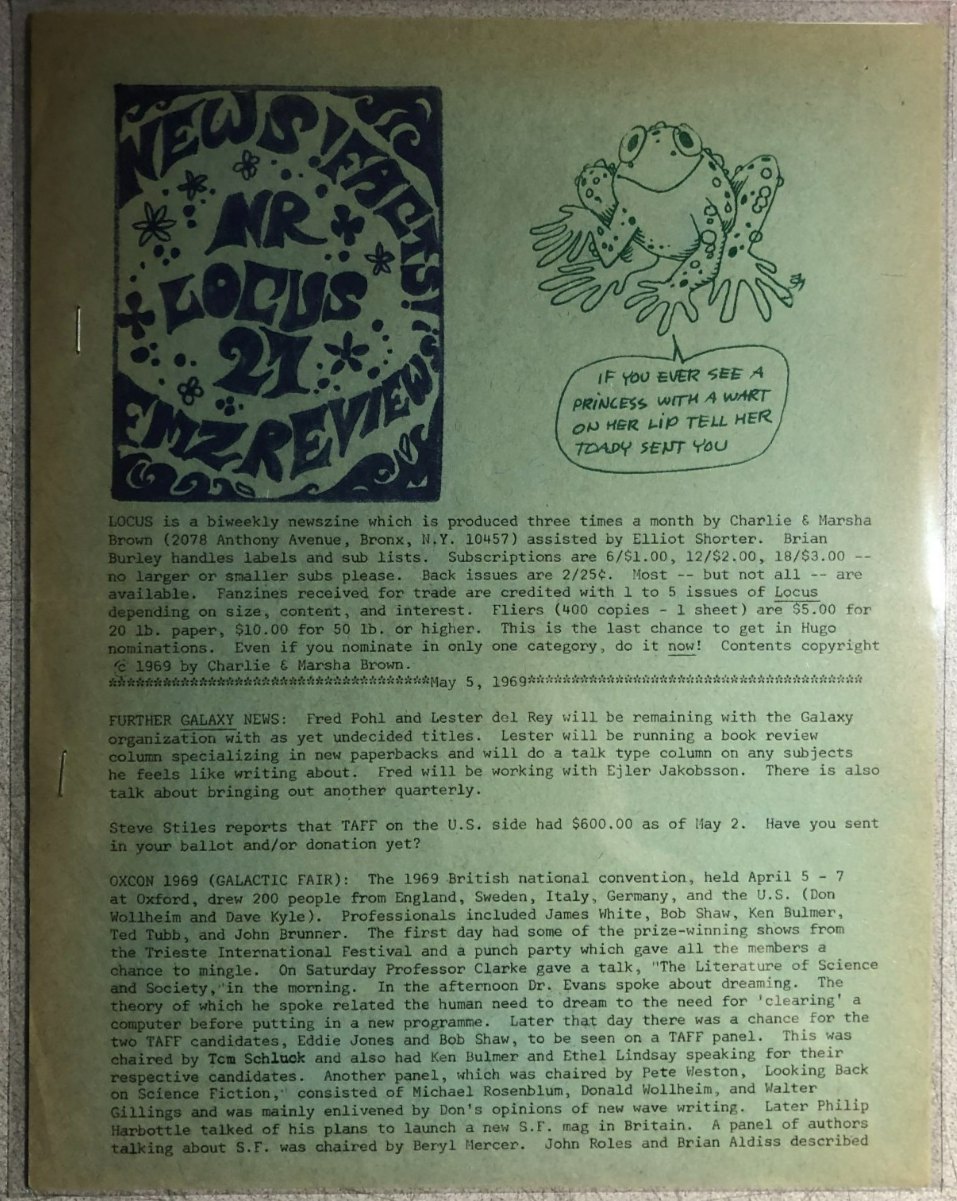 NEWS! FACTS!
NR
LOCUS
27
FMZ REVIEWS
IF YOU EVER SEE A
PRINCESS WITH A WART
ON HER LIP TELL HER
TOADY SENT YOU
LOCUS is a biweekly newszine which is produced three times a month by Charlie & Marsha
Brown (2078 Anthony Avenue, Bronx, N.Y. 10457) assisted by Elliot Shorter. Brian
Burley handles labels and sub lists. Subscriptions are 6/$1.00, 12/$2.00, 18/$3.00 --
no larger or smaller subs please. Back issues are 2/25¢. Most -- but not all -- are
available. Fanzines received for trade are credited with 1 to 5 issues of Locus
depending on size, content, and interest. Fliers (400 copies - 1 sheet) are $5.00 for
20 lb. paper, $10.00 for 50 lb. or higher. This is the last chance to get in Hugo
nominations. Even if you nominate in only one category, do it now! Contents copyright
© 1969 by Charlie & Marsha Brown.
************************************May 5, 1969*************************************
FURTHER GALAXY NEWS: Fred Pohl and Lester del Rey will be remaining with the Galaxy
organization with as yet undecided titles. Lester will be running a book review
column specializing in new paperbacks and will do a talk type column on any subjects
he feels like writing about. Fred will be working with Ejler Jakobsson. There is also
talk about bringing out another quarterly.
Steve Stiles reports that TAFF on the U.S. side had $600.00 as of May 2. Have you sent
in your ballot and/or donation yet?
OXCON 1969 (GALACTIC FAIR): The 1969 British national convention, held April 5 - 7
at Oxford, drew 200 people from England, Sweden, Italy, Germany, and the U.S. (Don
Wollheim and Dave Kyle). Professionals included James White, Bob Shaw, Ken Bulmer,
Ted Tubb, and John Brunner. The first day had some of the prize-winning shows from
the Trieste International Festival and a punch party which gave all the members a
chance to mingle. On Saturday Professor Clarke gave a talk, "The Literature of Science
and Society," in the morning. In the afternoon Dr. Evans spoke about dreaming. The
theory of which he spoke related the human need to dream to the need for 'clearing' a
computer before putting in a new programme. Later that day there was a chance for the
two TAFF candidates, Eddie Jones and Bob Shaw, to be seen on a TAFF panel. This was
chaired by Tom Schluck and also had Ken Bulmer and Ethel Lindsay speaking for their
respective candidates. Another panel, which was chaired by Pete Weston, Looking Back
on Science Fiction," consisted of Michael Rosenblum, Donald Wollheim, and Walter
Gillings and was mainly enlivened by Don's opinions of new wave writing. Later Philip
Harbottle talked of his plans to launch a new S.F. mag in Britain. A panel of authors
talking about S.F. was chaired by Beryl Mercer. John Roles and Brian Aldiss described